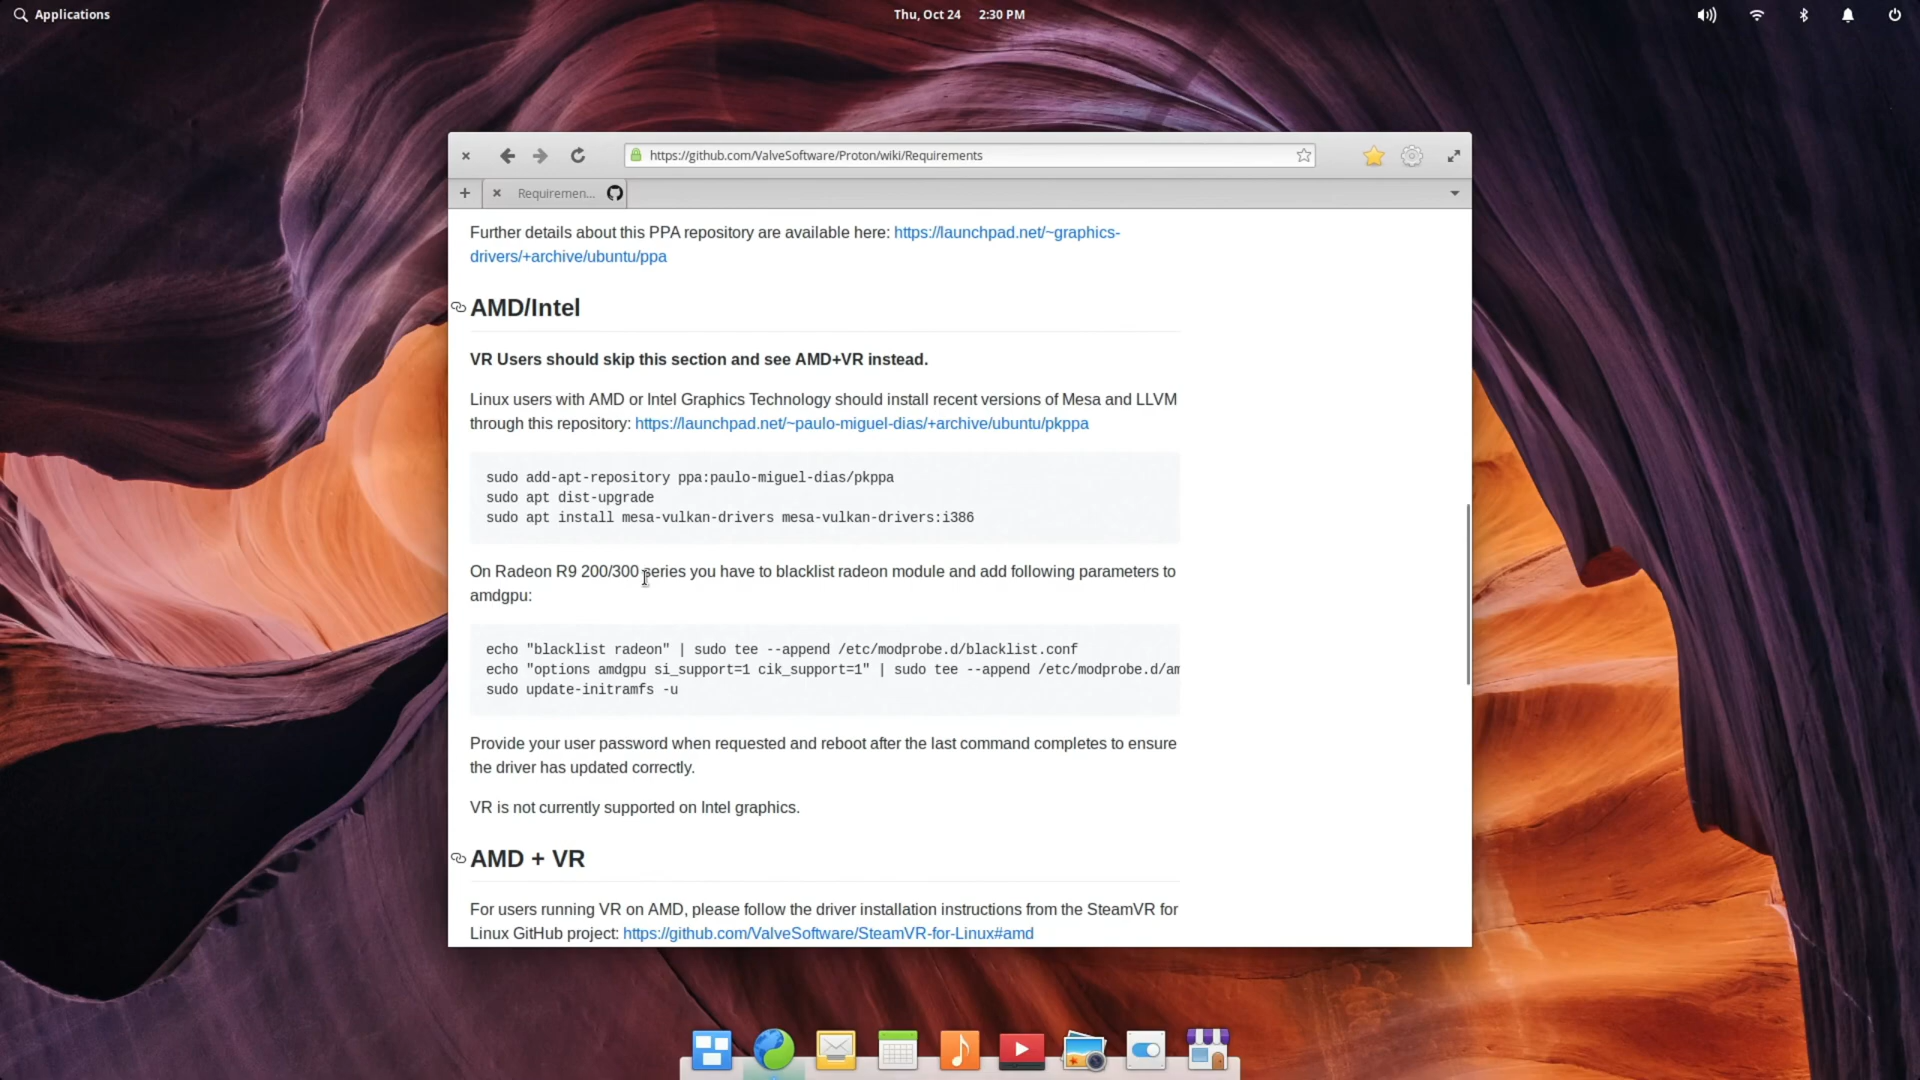 Applications
Thu, Oct 24 2:30 PM
https://github.com/ValveSoftware/Proton/wiki/Requirements
Requiremen...
Further details about this PPA repository are available here: https://launchpad.net/~graphics-
drivers/+archive/ubuntu/ppa
AMD/Intel
VR Users should skip this section and see AMD+VR instead.
Linux users with AMD or Intel Graphics Technology should install recent versions of Mesa and LLVM
through this repository: https://launchpad.net/~paulo-miguel-dias/+archive/ubuntu/pkppa
sudo add-apt-repository ppa:paulo-miguel-dias/pkppa
sudo apt dist-upgrade
sudo apt install mesa-vulkan-drivers mesa-vulkan-drivers:i386
On Radeon R9 200/300 series you have to blacklist radeon module and add following parameters to
amdgpu:
echo "blacklist radeon" | sudo tee --append /etc/modprobe.d/blacklist.conf
echo "options amdgpu si_support=1 cik_support=1" | sudo tee --append /etc/modprobe.d/am
sudo update-initramfs -u
Provide your user password when requested and reboot after the last command completes to ensure
the driver has updated correctly.
VR is not currently supported on Intel graphics.
AMD + VR
For users running VR on AMD, please follow the driver installation instructions from the SteamVR for
Linux GitHub project: https://github.com/ValveSoftware/SteamVR-for-Linux#amd